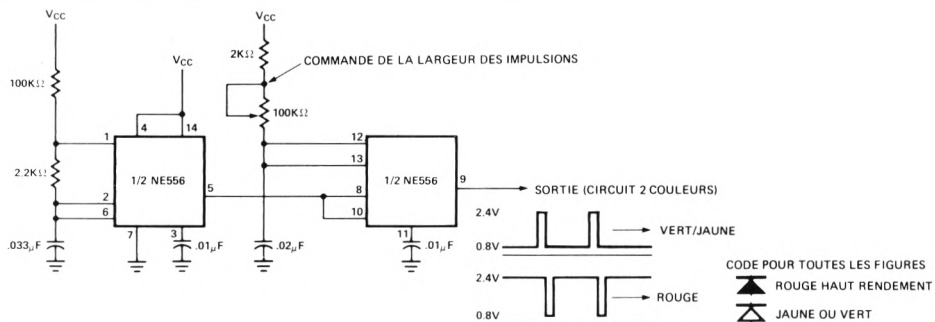 VCC
100KΩ
2.2KΩ
.033μF
VCC
4
14
1
2
6
1/2 NE556
5
7
3
.01μF
VCC
2KΩ
COMMANDE DE LA LARGEUR DES IMPULSIONS
100KΩ
.02μF
12
13
8
10
1/2 NE556
9
11
.01μF
SORTIE (CIRCUIT 2 COULEURS)
2.4V
0.8V
VERT/JAUNE
2.4V
0.8V
ROUGE
CODE POUR TOUTES LES FIGURES
ROUGE HAUT RENDEMENT
JAUNE OU VERT